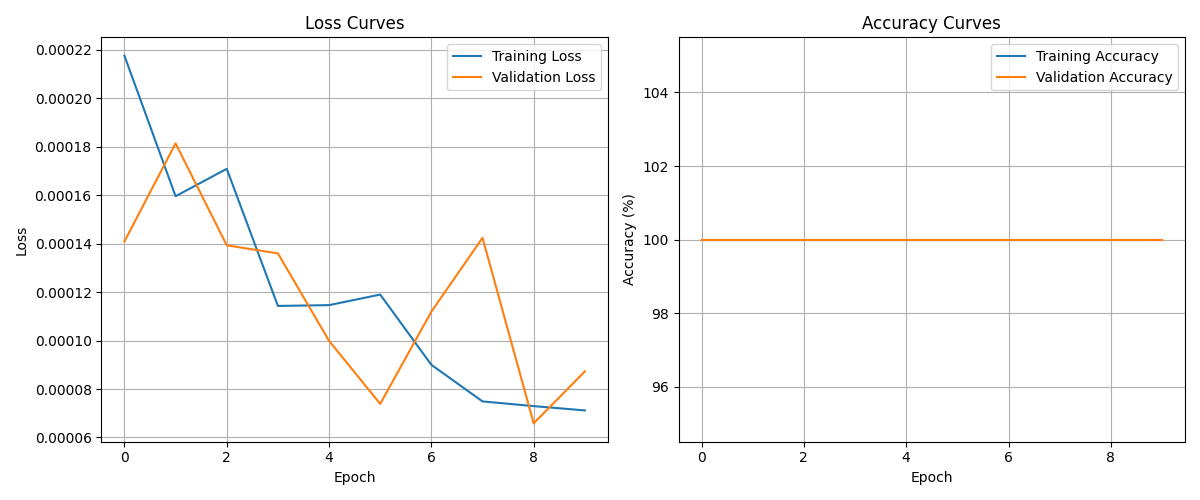 Loss Curves
0.00022
0.00020
0.00018
0.00016
0.00014
0.00012
0.00010
0.00008
0.00006
Loss
Training Loss
Validation Loss
0 2 4 6 8
Epoch
Accuracy Curves
104
102
100
98
96
Accuracy (%)
Training Accuracy
Validation Accuracy
0 2 4 6 8
Epoch